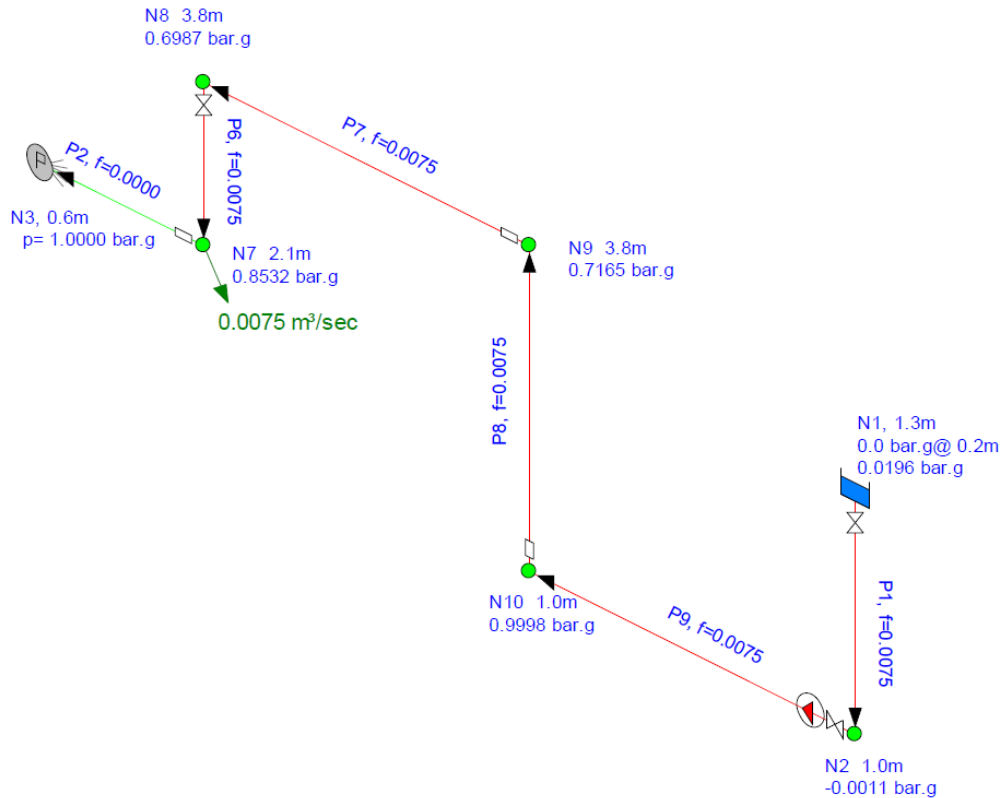 N8 3.8m
0.6987 bar.g
P7, f=0.0075
P6, f=0.0075
P2, f=0.0000
P
N3, 0.6m
p= 1.0000 bar.g
N7 2.1m
0.8532 bar.g
0.0075 m³/sec
N9 3.8m
0.7165 bar.g
P8, f=0.0075
N1, 1.3m
0.0 bar.g@ 0.2m
0.0196 bar.g
P1, f=0.0075
N10 1.0m
0.9998 bar.g
P9, f=0.0075
N2 1.0m
-0.0011 bar.g